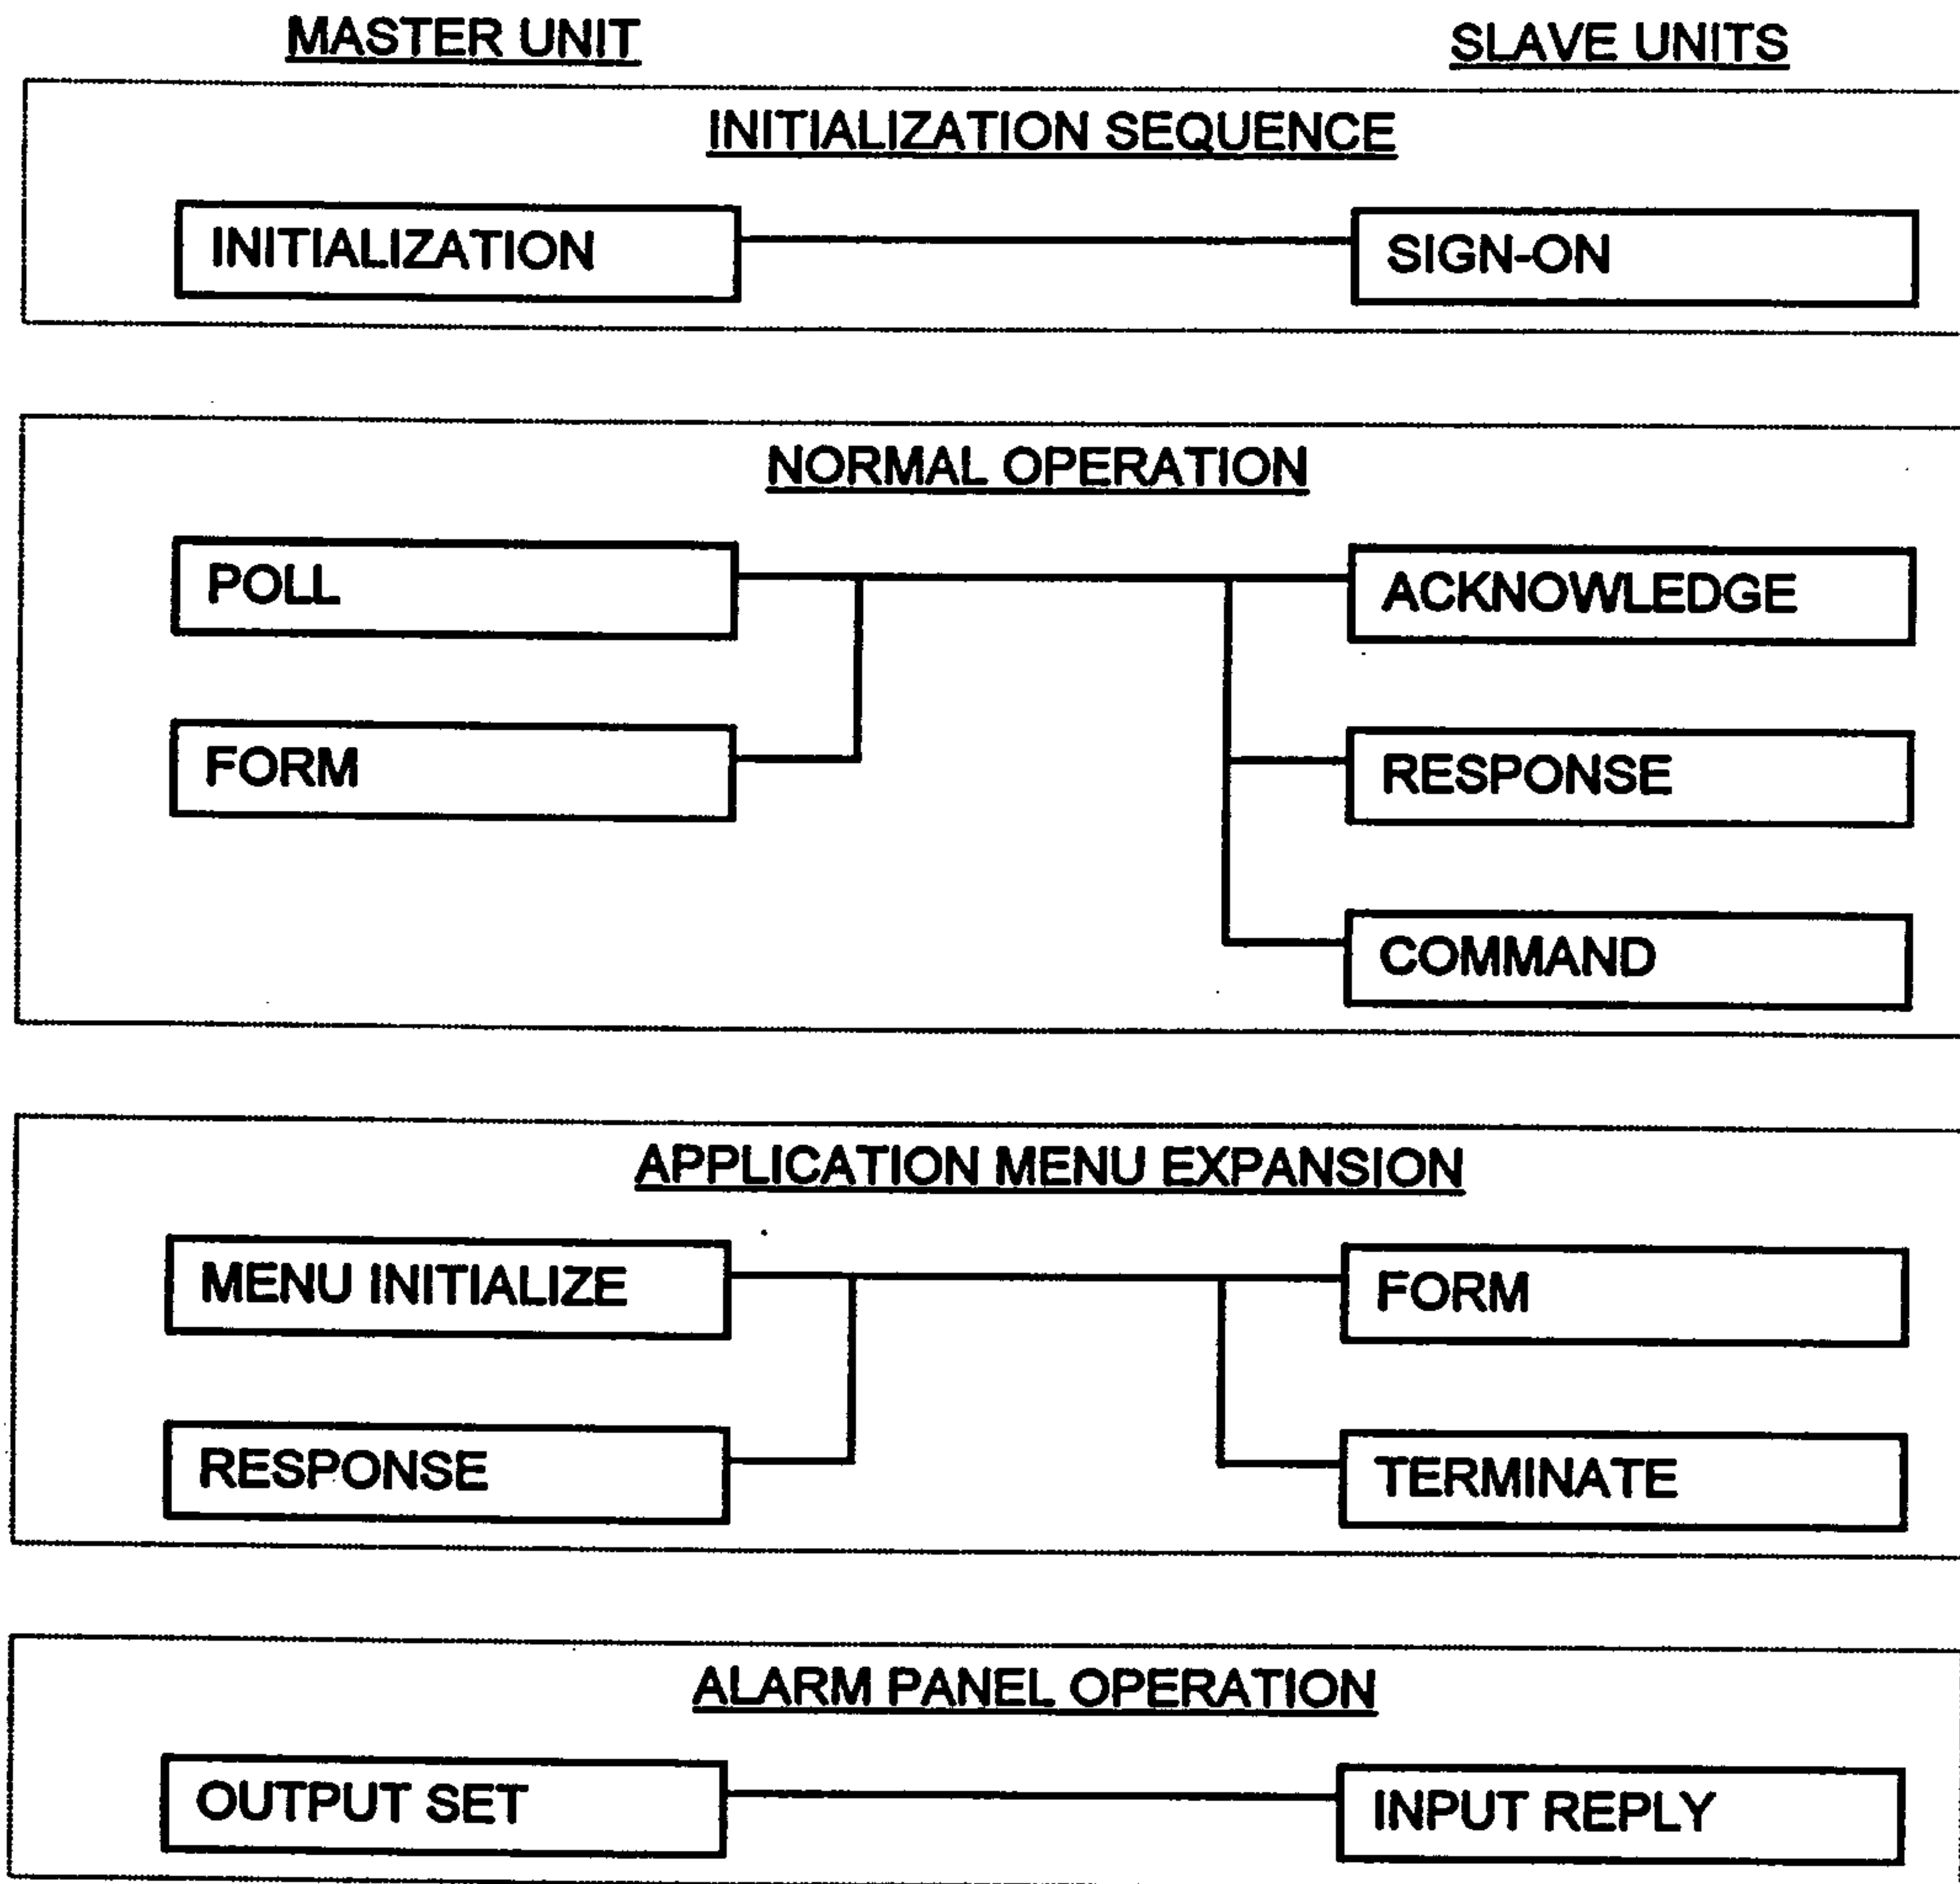 MASTER UNIT SLAVE UNITS
INITIALIZATION SEQUENCE
INITIALIZATION SIGN-ON
NORMAL OPERATION
POLL ACKNOWLEDGE
FORM RESPONSE
COMMAND
APPLICATION MENU EXPANSION
MENU INITIALIZE FORM
RESPONSE TERMINATE
ALARM PANEL OPERATION
OUTPUT SET INPUT REPLY